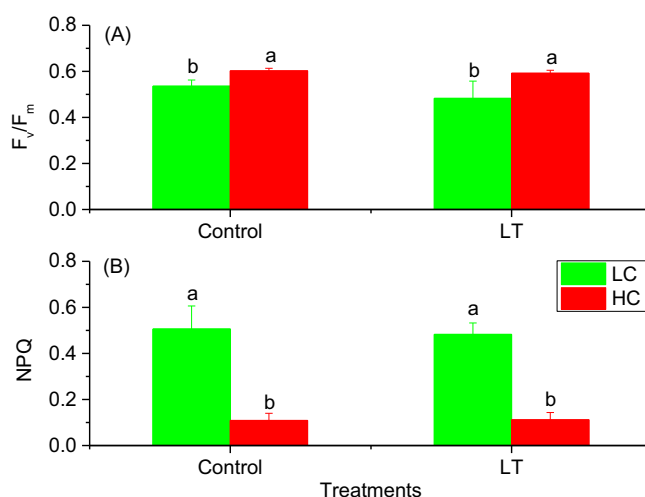 (A)
0.8
0.6
0.4
0.2
0.0
Fv/Fm
b
a
b
a
Control
LT
(B)
0.8
0.6
0.4
0.2
0.0
NPQ
a
b
a
b
LC
HC
Control
LT
Treatments